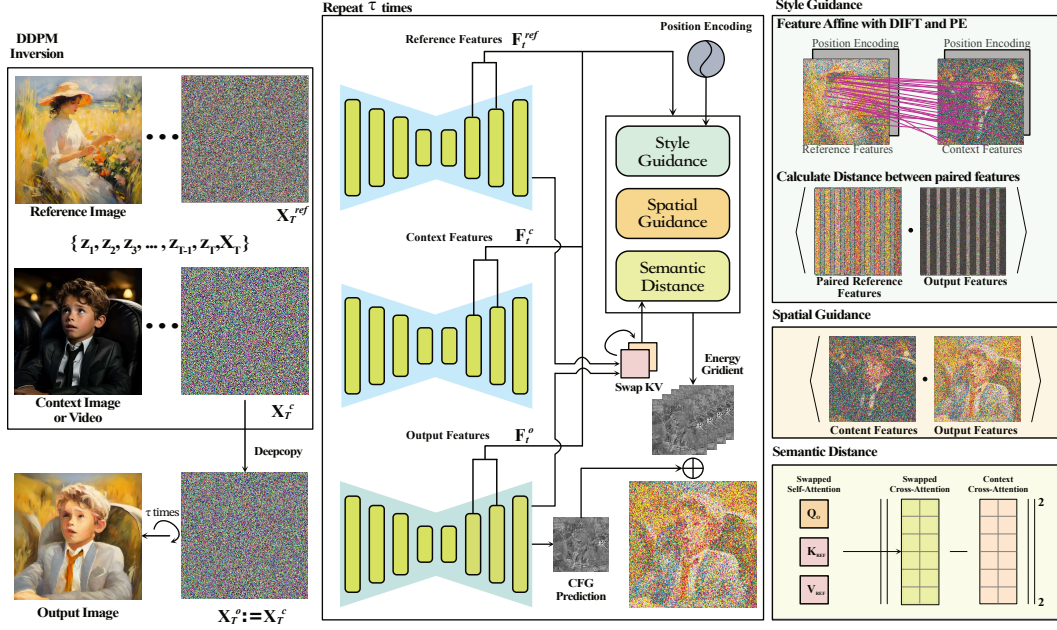 DDPM
Inversion
Reference Image
X_T^ref
{ z₁, z₂, z₃, ..., z_T-1, z_T, X_T }
Context Image
or Video
X_T^c
Deepcopy
τ times
Output Image
X_T^o := X_T^c
Repeat τ times
Reference Features
F_t^ref
Position Encoding
Style
Guidance
Spatial
Guidance
Semantic
Distance
Context Features
F_t^c
Swap KV
Energy
Gridient
Output Features
F_t^o
CFG
Prediction
Style Guidance
Feature Affine with DIFT and PE
Position Encoding
Position Encoding
Reference Features
Context Features
Calculate Distance between paired features
Paired Reference
Features
Output Features
Spatial Guidance
Content Features
Output Features
Semantic Distance
Swapped
Self-Attention
Swapped
Cross-Attention
Context
Cross-Attention
Q_O
K_REF
V_REF
2
2